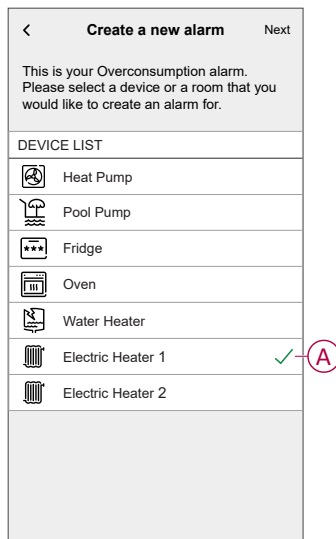 Create a new alarm Next
This is your Overconsumption alarm.
Please select a device or a room that you
would like to create an alarm for.
DEVICE LIST
Heat Pump
Pool Pump
Fridge
Oven
Water Heater
Electric Heater 1
A
Electric Heater 2